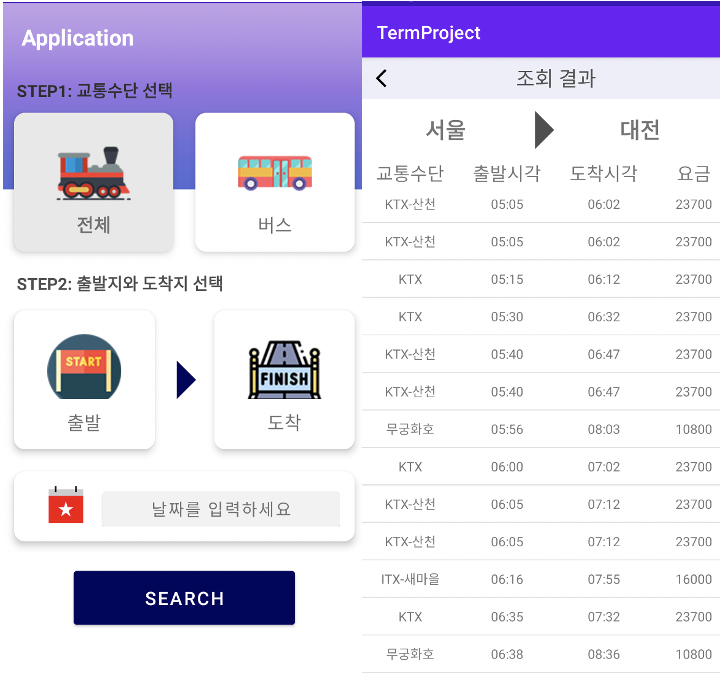 Application
STEP1: 교통수단 선택
전체
버스
STEP2: 출발지와 도착지 선택
START
FINISH
출발
도착
날짜를 입력하세요
SEARCH
TermProject
조회 결과
서울 대전
교통수단 출발시각 도착시각 요금
KTX-산천 05:05 06:02 23700
KTX-산천 05:05 06:02 23700
KTX 05:15 06:12 23700
KTX 05:30 06:32 23700
KTX-산천 05:40 06:47 23700
KTX-산천 05:40 06:47 23700
무궁화호 05:56 08:03 10800
KTX 06:00 07:02 23700
KTX-산천 06:05 07:12 23700
KTX-산천 06:05 07:12 23700
ITX-새마을 06:16 07:55 16000
KTX 06:35 07:32 23700
무궁화호 06:38 08:36 10800